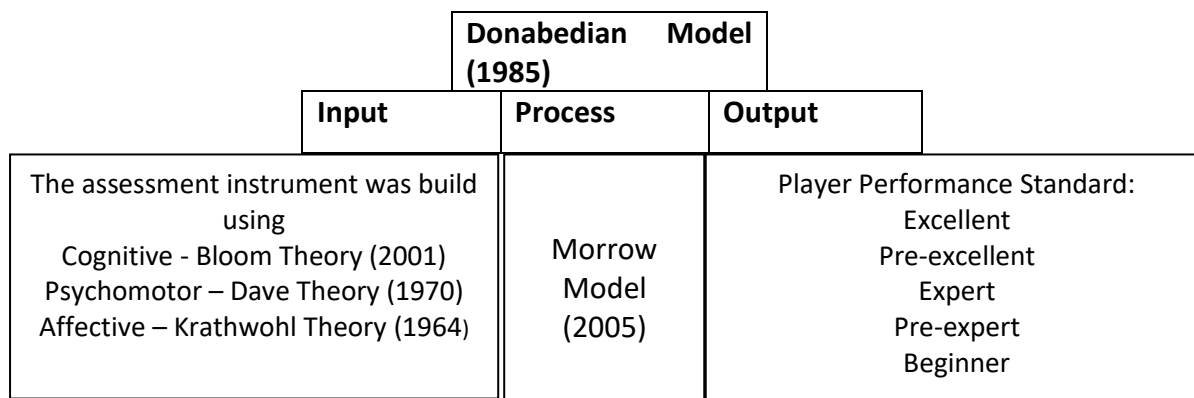 Donabedian Model
(1985)
Input
Process
Output
The assessment instrument was build
using
Cognitive - Bloom Theory (2001)
Psychomotor – Dave Theory (1970)
Affective – Krathwohl Theory (1964)
Morrow
Model
(2005)
Player Performance Standard:
Excellent
Pre-excellent
Expert
Pre-expert
Beginner